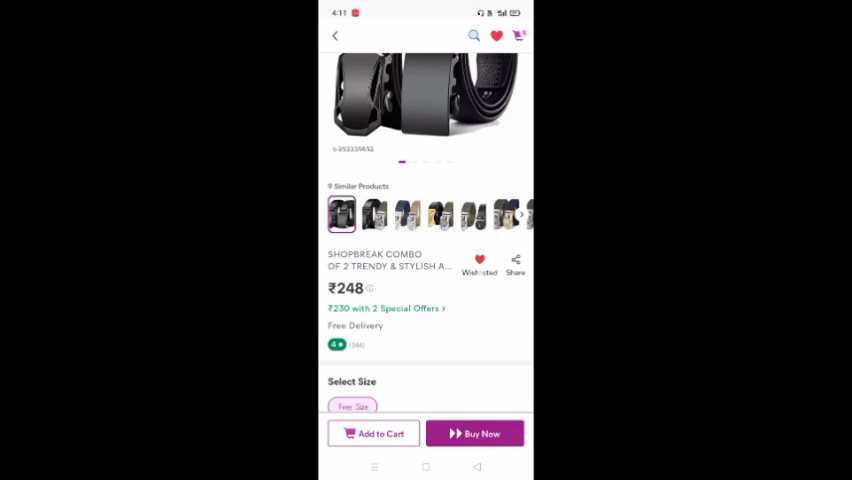 4:11
s-252235652
9 Similar Products
SHOPBREAK COMBO
OF 2 TRENDY & STYLISH A...
Wishlisted
Share
₹248
₹230 with 2 Special Offers >
Free Delivery
4★ (346)
Select Size
Free Size
Add to Cart
Buy Now